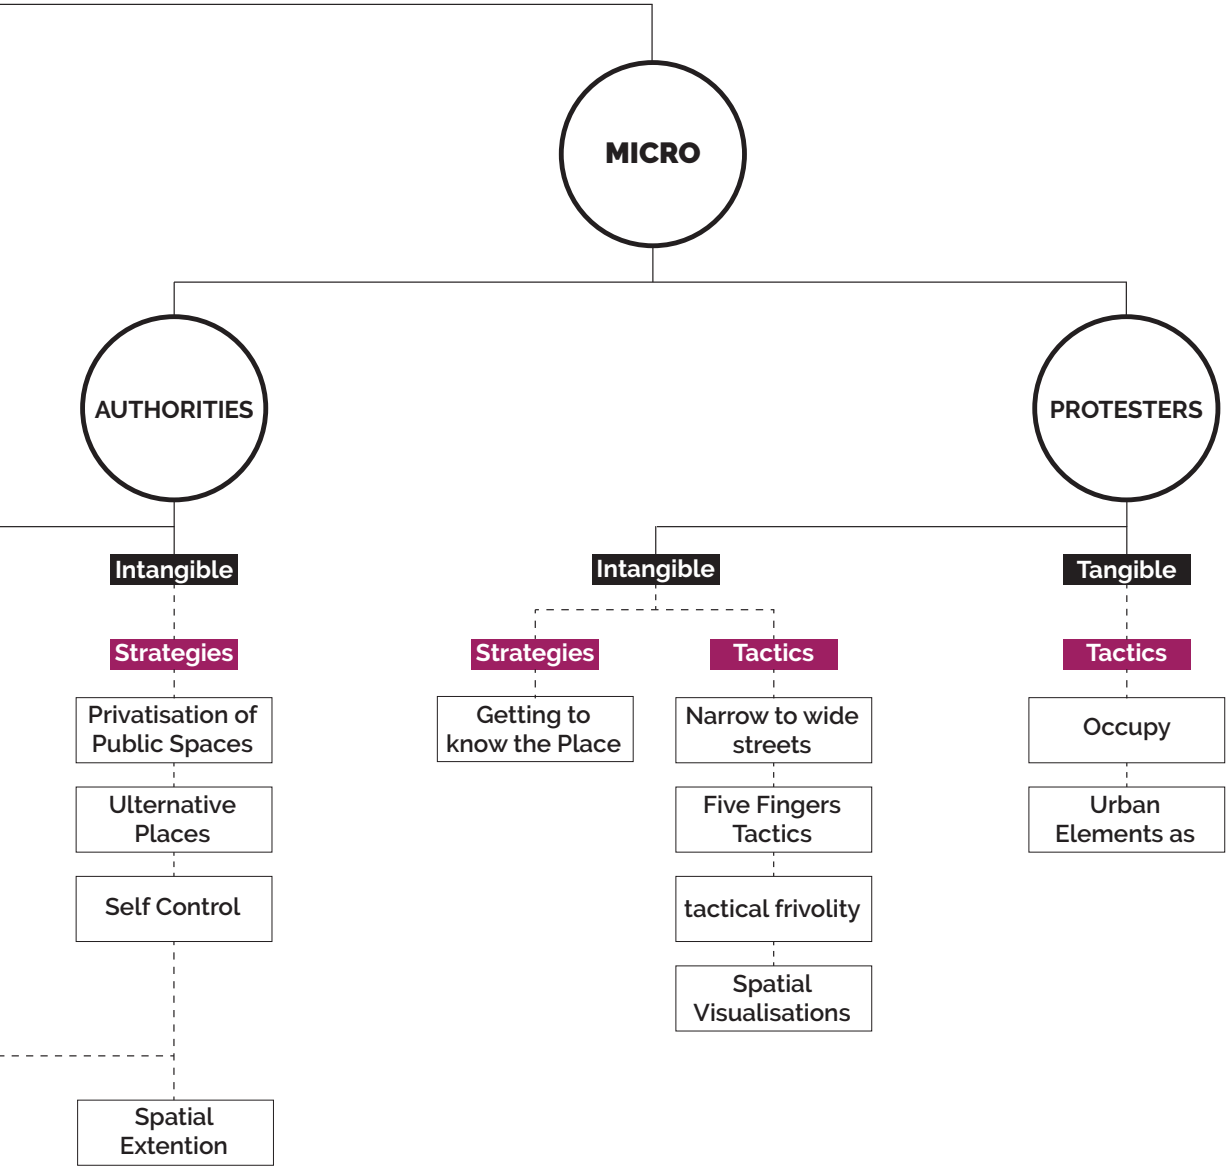 MICRO
AUTHORITIES
PROTESTERS
Intangible
Strategies
Privatisation of
Public Spaces
Ulternative
Places
Self Control
Spatial
Extention
Intangible
Strategies
Getting to
know the Place
Tactics
Narrow to wide
streets
Five Fingers
Tactics
tactical frivolity
Spatial
Visualisations
Tangible
Tactics
Occupy
Urban
Elements as